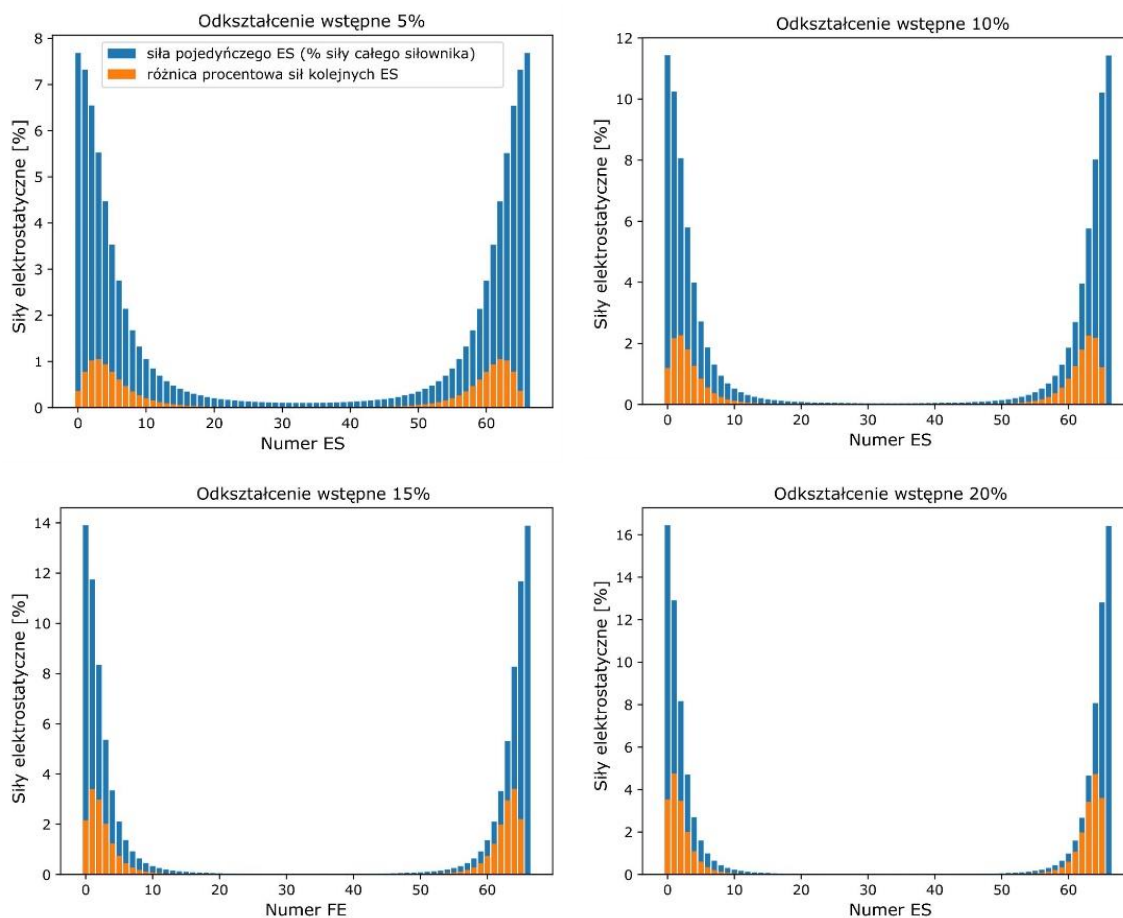 Odkształcenie wstępne 5%
siła pojedyńczego ES (% siły całego siłownika)
różnica procentowa sił kolejnych ES
Siły elektrostatyczne [%]
8
7
6
5
4
3
2
1
0
0 10 20 30 40 50 60
Numer ES
Odkształcenie wstępne 10%
Siły elektrostatyczne [%]
12
10
8
6
4
2
0
0 10 20 30 40 50 60
Numer ES
Odkształcenie wstępne 15%
Siły elektrostatyczne [%]
14
12
10
8
6
4
2
0
0 10 20 30 40 50 60
Numer FE
Odkształcenie wstępne 20%
Siły elektrostatyczne [%]
16
14
12
10
8
6
4
2
0
0 10 20 30 40 50 60
Numer ES